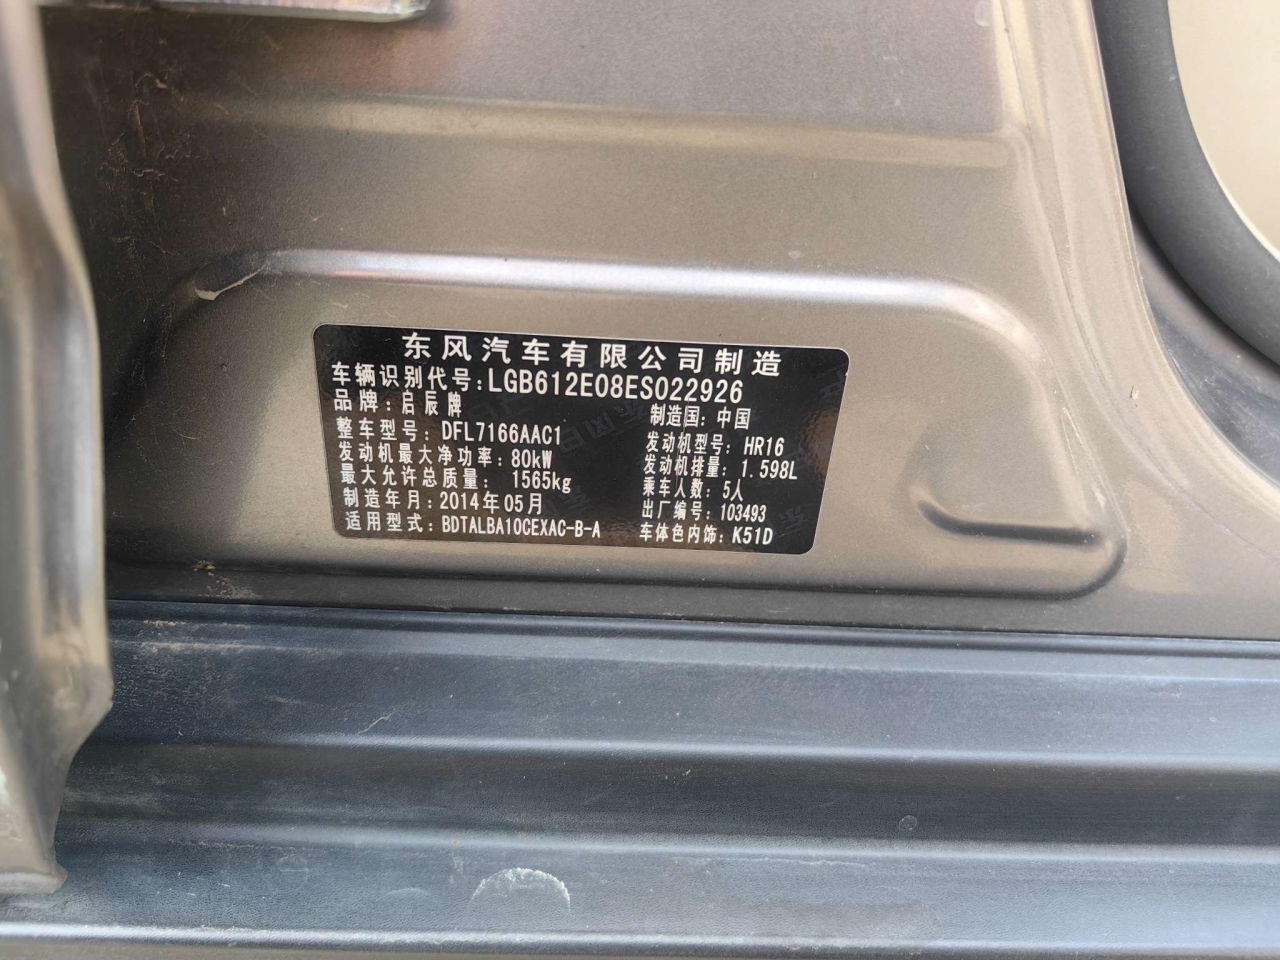 东风汽车有限公司制造
车辆识别代号:LGB612E08ES022926
品牌:启辰牌 制造国:中国
整车型号:DFL7166AAC1 发动机型号:HR16
发动机最大净功率:80kW 发动机排量:1.598L
最大允许总质量:1565kg 乘车人数:5人
制造年月:2014年05月 出厂编号:103493
适用型式:BDTALBA10CEXAC-B-A 车体色内饰:K51D